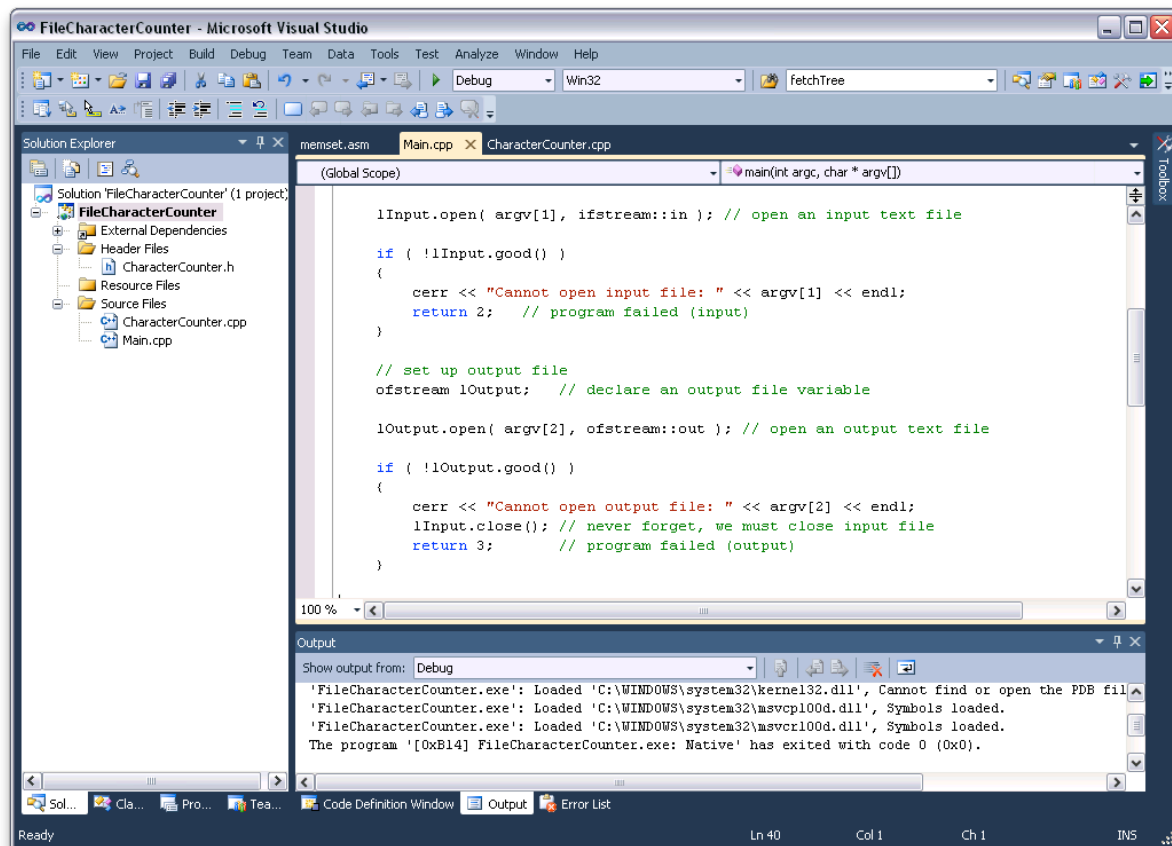 FileCharacterCounter - Microsoft Visual Studio
File Edit View Project Build Debug Team Data Tools Test Analyze Window Help
Debug Win32 fetchTree
Solution Explorer
Solution 'FileCharacterCounter' (1 project)
FileCharacterCounter
External Dependencies
Header Files
CharacterCounter.h
Resource Files
Source Files
CharacterCounter.cpp
Main.cpp
memset.asm Main.cpp CharacterCounter.cpp
(Global Scope) main(int argc, char * argv[])
lInput.open( argv[1], ifstream::in ); // open an input text file
if ( !lInput.good() )
{
cerr << "Cannot open input file: " << argv[1] << endl;
return 2; // program failed (input)
}
// set up output file
ofstream lOutput; // declare an output file variable
lOutput.open( argv[2], ofstream::out ); // open an output text file
if ( !lOutput.good() )
{
cerr << "Cannot open output file: " << argv[2] << endl;
lInput.close(); // never forget, we must close input file
return 3; // program failed (output)
}
100 %
Toolbox
Output
Show output from: Debug
'FileCharacterCounter.exe': Loaded 'C:\WINDOWS\system32\kernel32.dll', Cannot find or open the PDB fil
'FileCharacterCounter.exe': Loaded 'C:\WINDOWS\system32\msvcp100d.dll', Symbols loaded.
'FileCharacterCounter.exe': Loaded 'C:\WINDOWS\system32\msvcr100d.dll', Symbols loaded.
The program '[0xB14] FileCharacterCounter.exe: Native' has exited with code 0 (0x0).
Sol... Cla... Pro... Tea... Code Definition Window Output Error List
Ready Ln 40 Col 1 Ch 1 INS